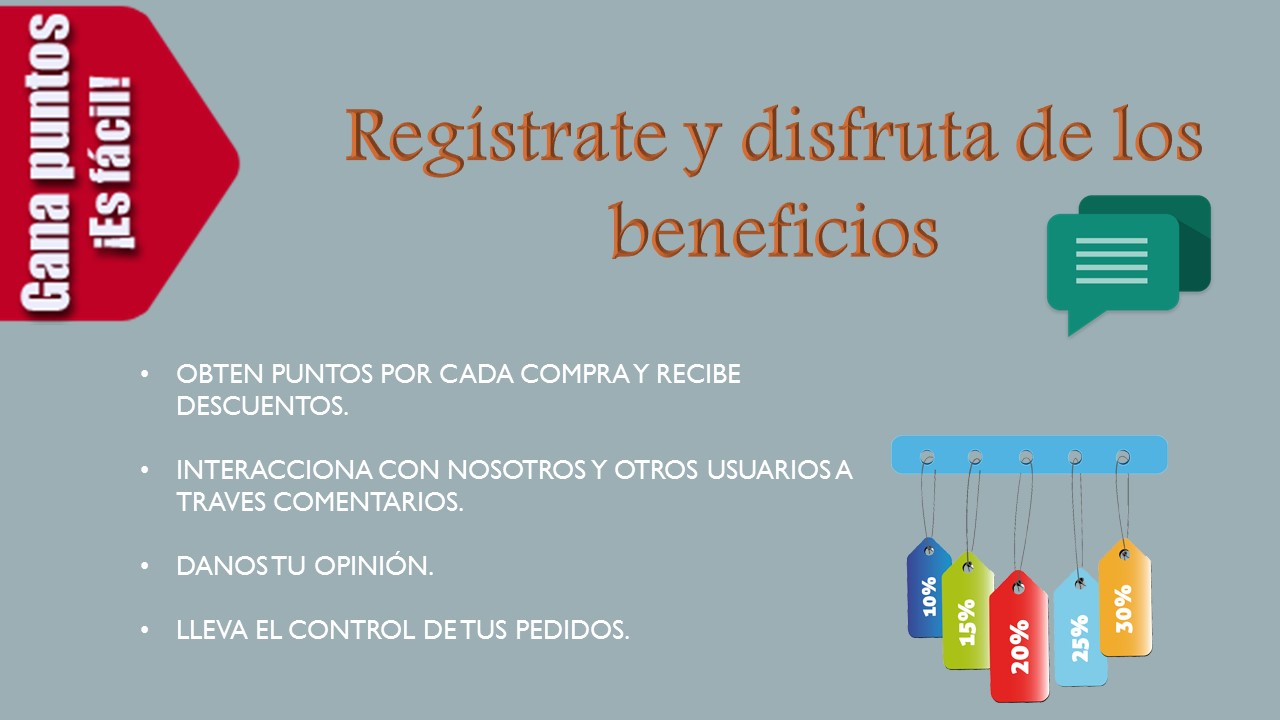 Gana puntos
¡Es fácil!
Regístrate y disfruta de los
beneficios
• OBTEN PUNTOS POR CADA COMPRA Y RECIBE
DESCUENTOS.
• INTERACCIONA CON NOSOTROS Y OTROS USUARIOS A
TRAVES COMENTARIOS.
• DANOS TU OPINIÓN.
• LLEVA EL CONTROL DE TUS PEDIDOS.
10%
15%
20%
25%
30%